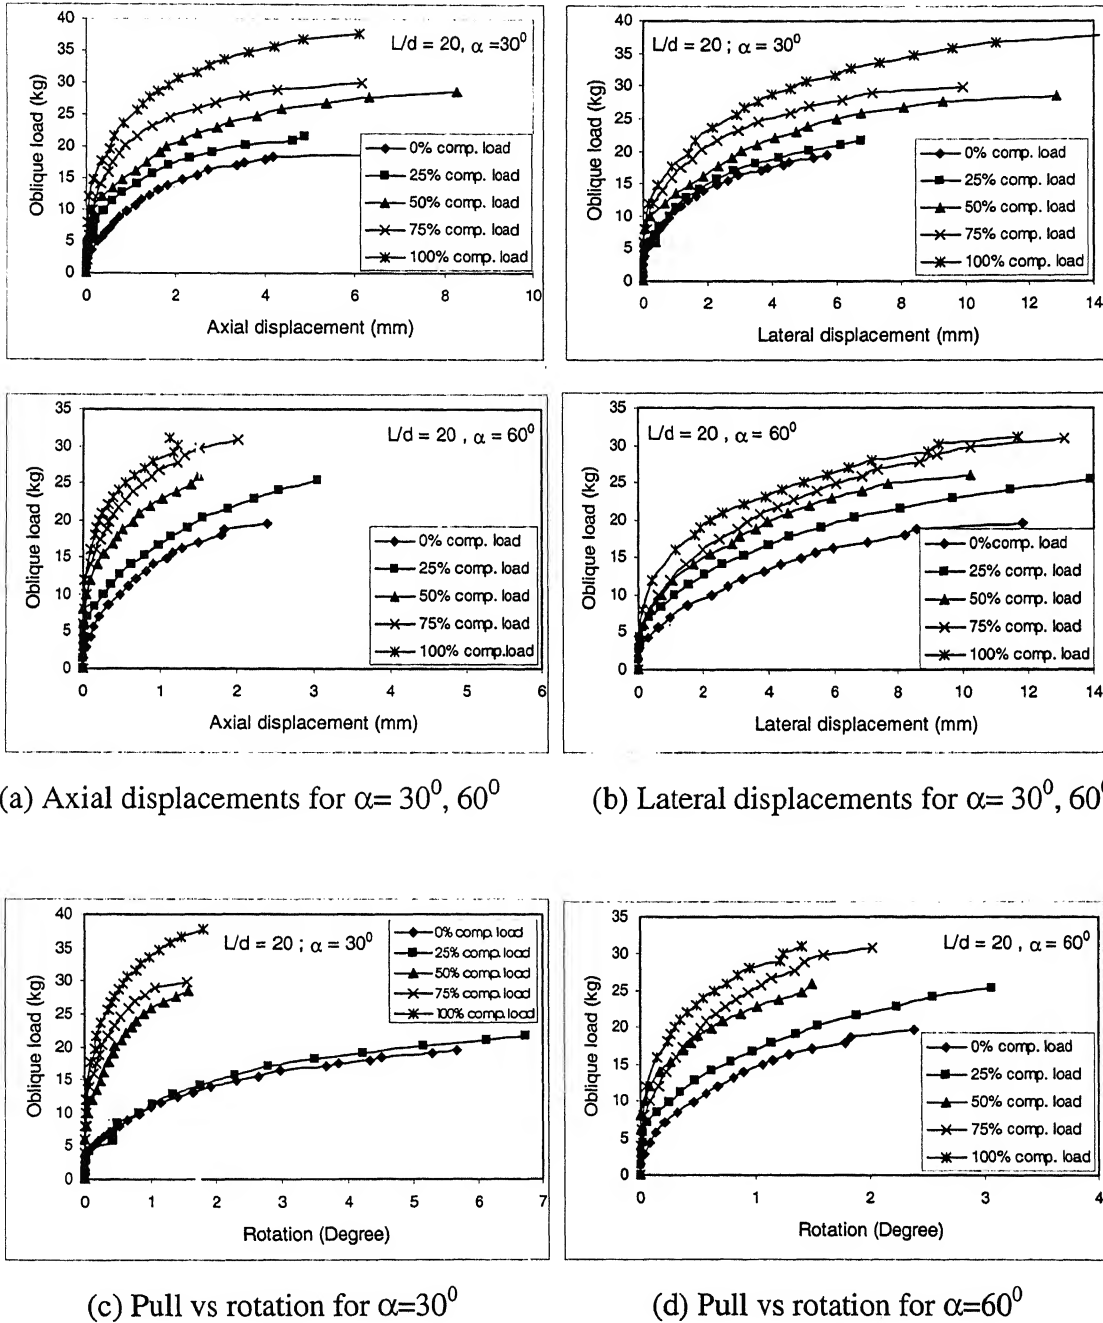 L/d = 20, α =30⁰
Oblique load (kg)
40
35
30
25
20
15
10
5
0
0% comp. load
25% comp. load
50% comp. load
75% comp. load
100% comp. load
0 2 4 6 8 10
Axial displacement (mm)
L/d = 20 ; α = 30⁰
Oblique load (kg)
40
35
30
25
20
15
10
5
0
0% comp. load
25% comp. load
50% comp. load
75% comp. load
100% comp. load
0 2 4 6 8 10 12 14
Lateral displacement (mm)
L/d = 20 , α = 60⁰
Oblique load (kg)
35
30
25
20
15
10
5
0
0% comp. load
25% comp. load
50% comp. load
75% comp. load
100% comp.load
0 1 2 3 4 5 6
Axial displacement (mm)
L/d = 20 , α = 60⁰
Oblique load (kg)
35
30
25
20
15
10
5
0
0%comp. load
25% comp. load
50% comp. load
75% comp. load
100% comp. load
0 2 4 6 8 10 12 14
Lateral displacement (mm)
(a) Axial displacements for α= 30⁰, 60⁰
(b) Lateral displacements for α= 30⁰, 60⁰
L/d = 20 ; α = 30⁰
Oblique load (kg)
40
35
30
25
20
15
10
5
0
0% comp. load
25% comp. load
50% comp. load
75% comp. load
100% comp. load
0 1 2 3 4 5 6 7
Rotation (Degree)
L/d = 20 , α = 60⁰
Oblique load (kg)
35
30
25
20
15
10
5
0
0% comp. load
25% comp. load
50% comp. load
75% comp. load
100% comp. load
0 1 2 3 4
Rotation (Degree)
(c) Pull vs rotation for α=30⁰
(d) Pull vs rotation for α=60⁰